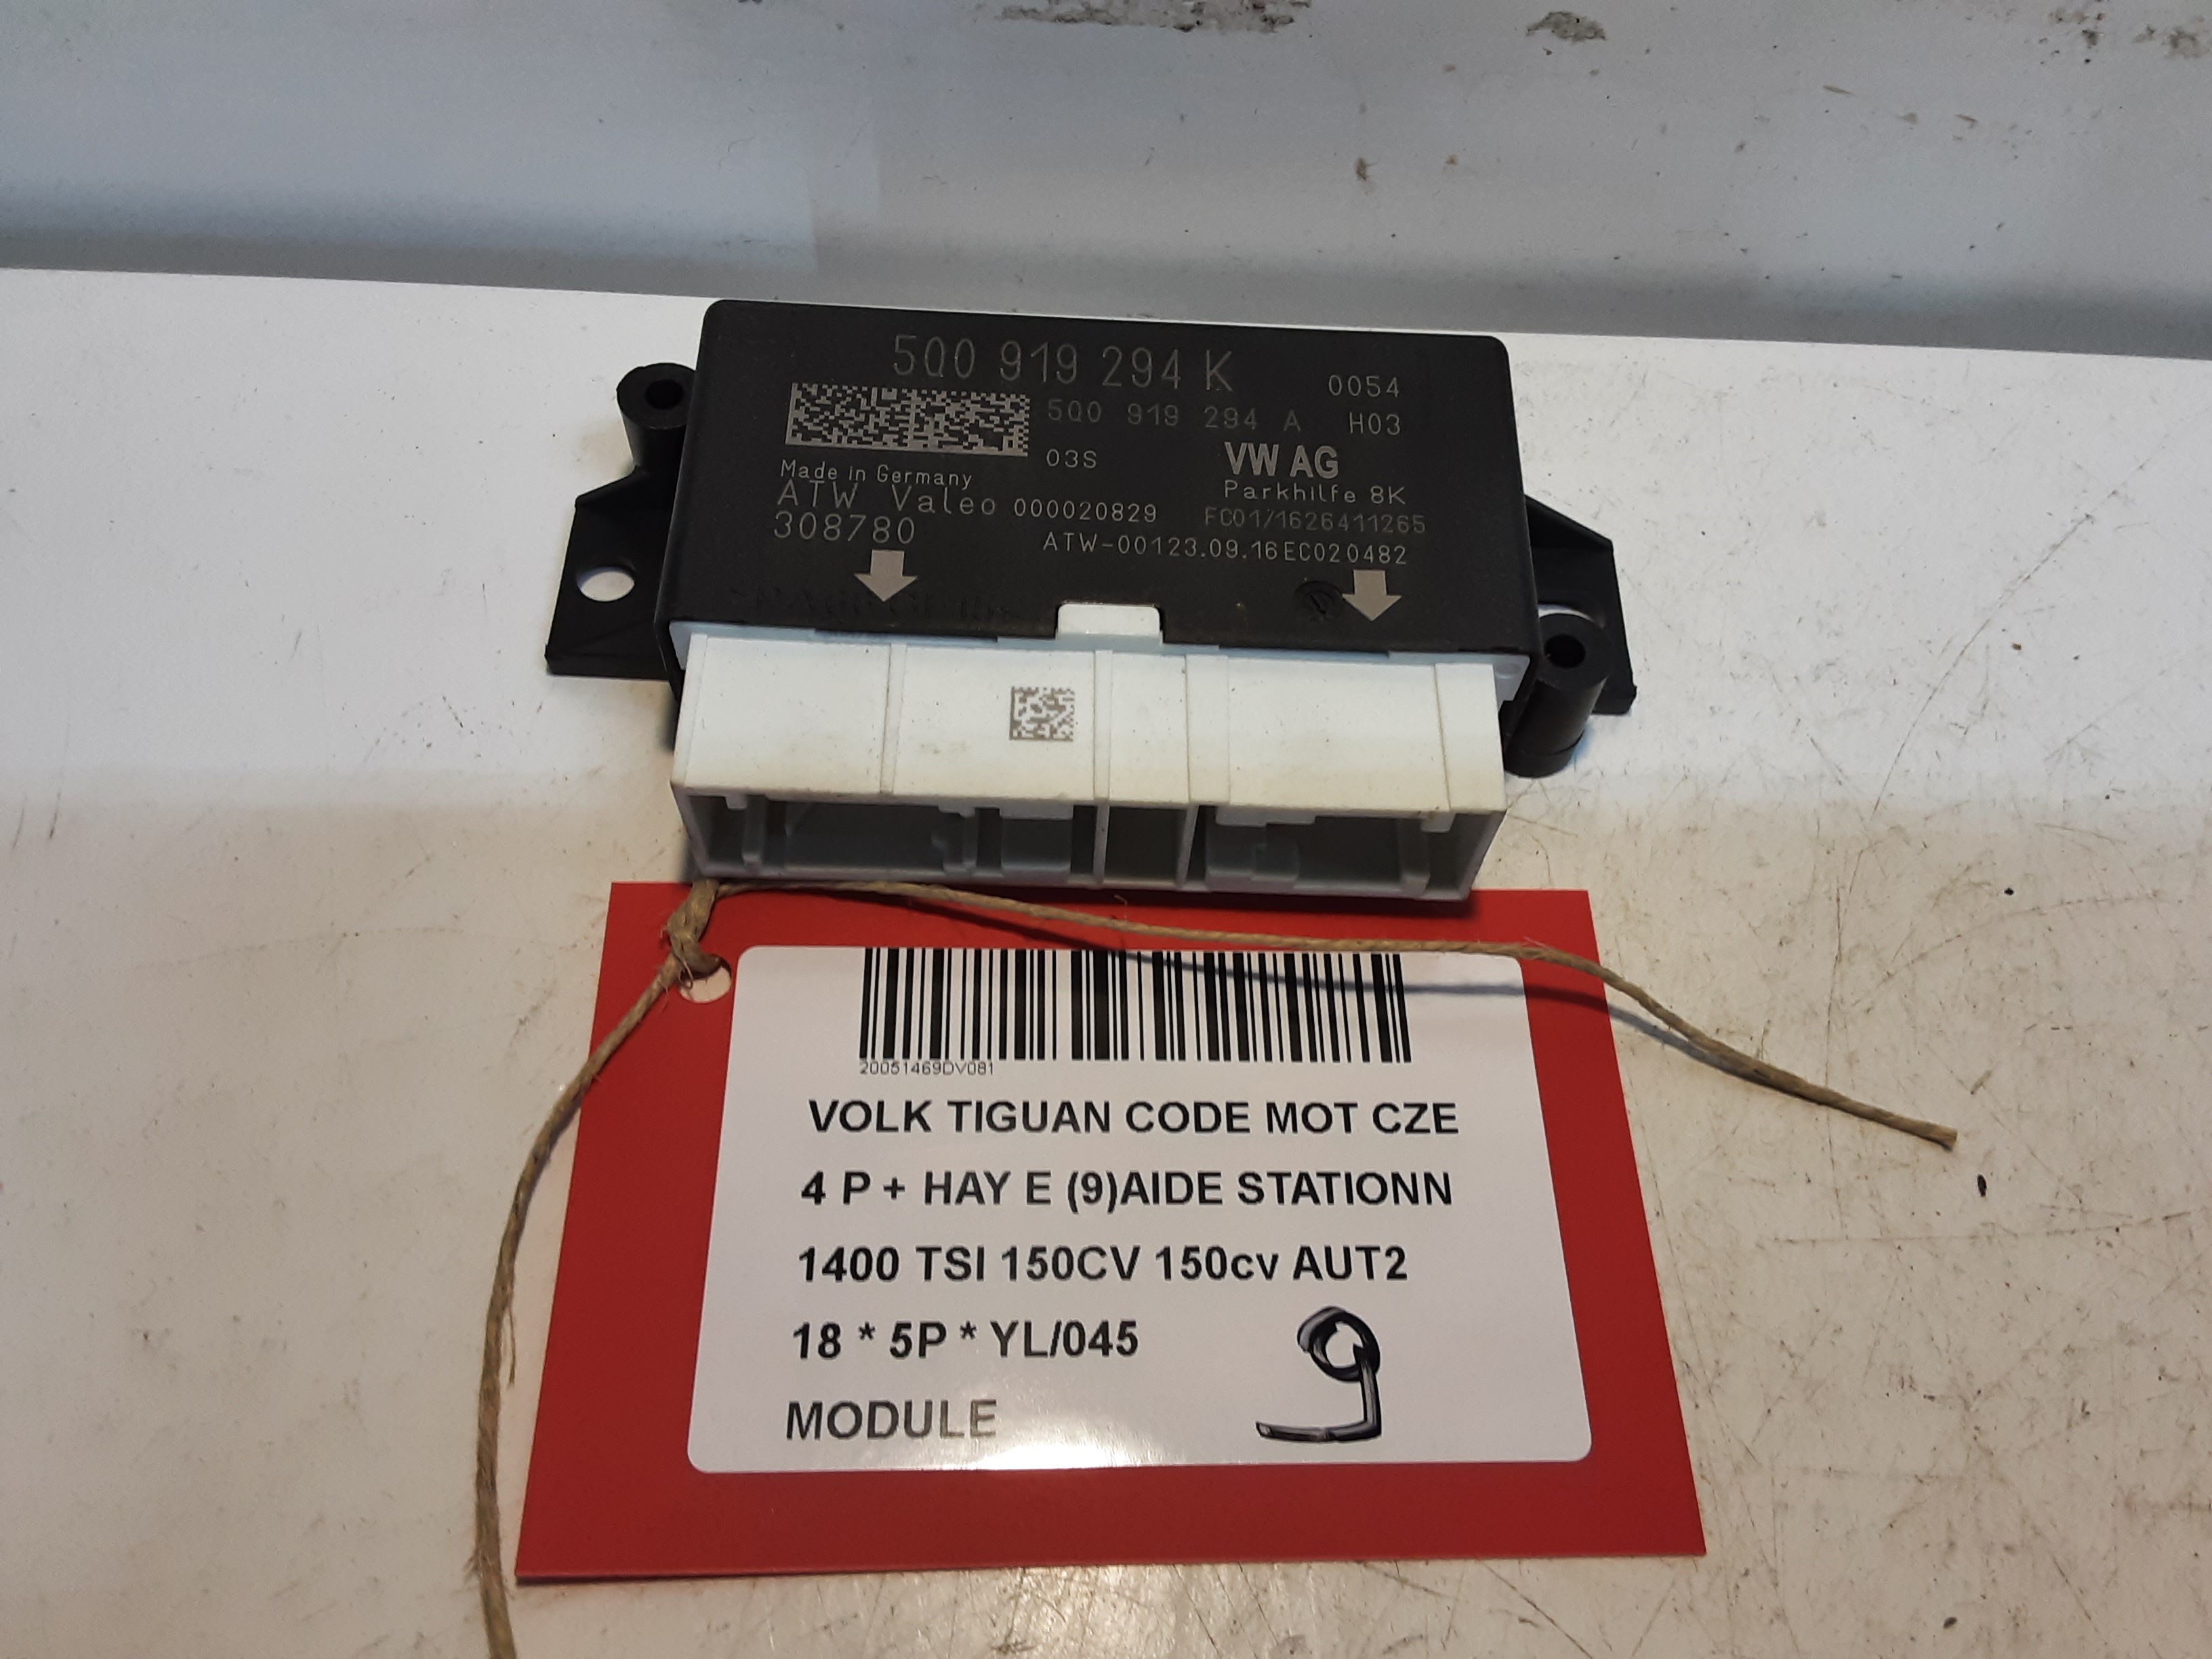 5Q0 919 294 K 0054
5Q0 919 294 A H03
03S VW AG
Made in Germany Parkhilfe 8K
ATW Valeo 000020829 FC01/1626411265
308780 ATW-00123.09.16EC020482
20051469DV081
VOLK TIGUAN CODE MOT CZE
4 P + HAY E (9)AIDE STATIONN
1400 TSI 150CV 150cv AUT2
18 * 5P * YL/045
MODULE 9